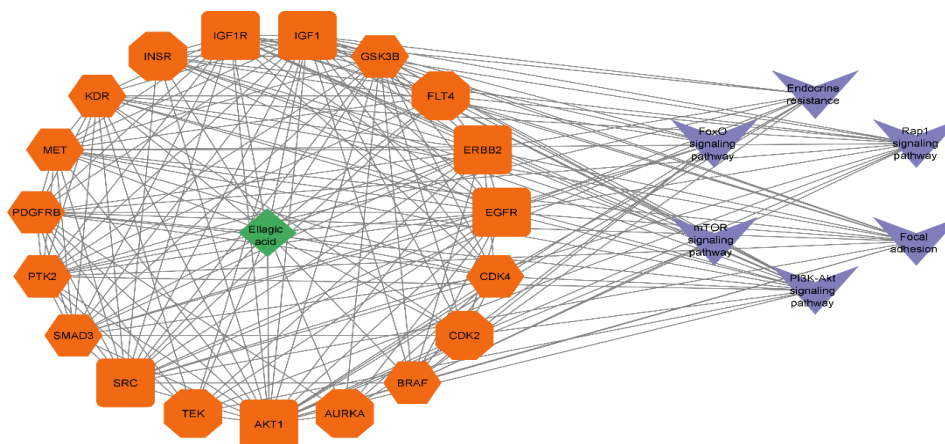 IGF1R
IGF1
INSR
GSK3B
KDR
FLT4
MET
ERBB2
PDGFRB
EGFR
Ellagic
acid
PTK2
CDK4
SMAD3
CDK2
SRC
BRAF
TEK
AKT1
AURKA
Endocrine
resistance
FoxO
signaling
pathway
Rap1
signaling
pathway
mTOR
signaling
pathway
Focal
adhesion
PI3K-Akt
signaling
pathway